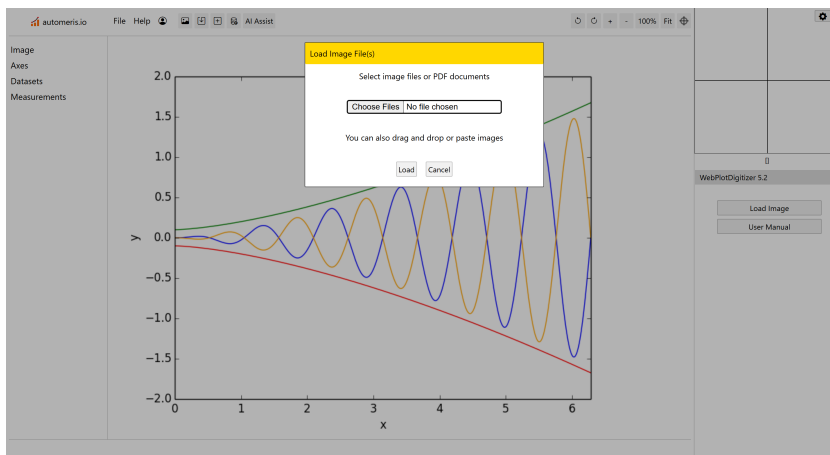 automeris.io File Help AI Assist + - 100% Fit
Image
Axes
Datasets
Measurements
Load Image File(s)
Select image files or PDF documents
Choose Files No file chosen
You can also drag and drop or paste images
Load Cancel
2.0
1.5
1.0
0.5
0.0
−0.5
−1.0
−1.5
−2.0
y
0 1 2 3 4 5 6
x
WebPlotDigitizer 5.2
Load Image
User Manual